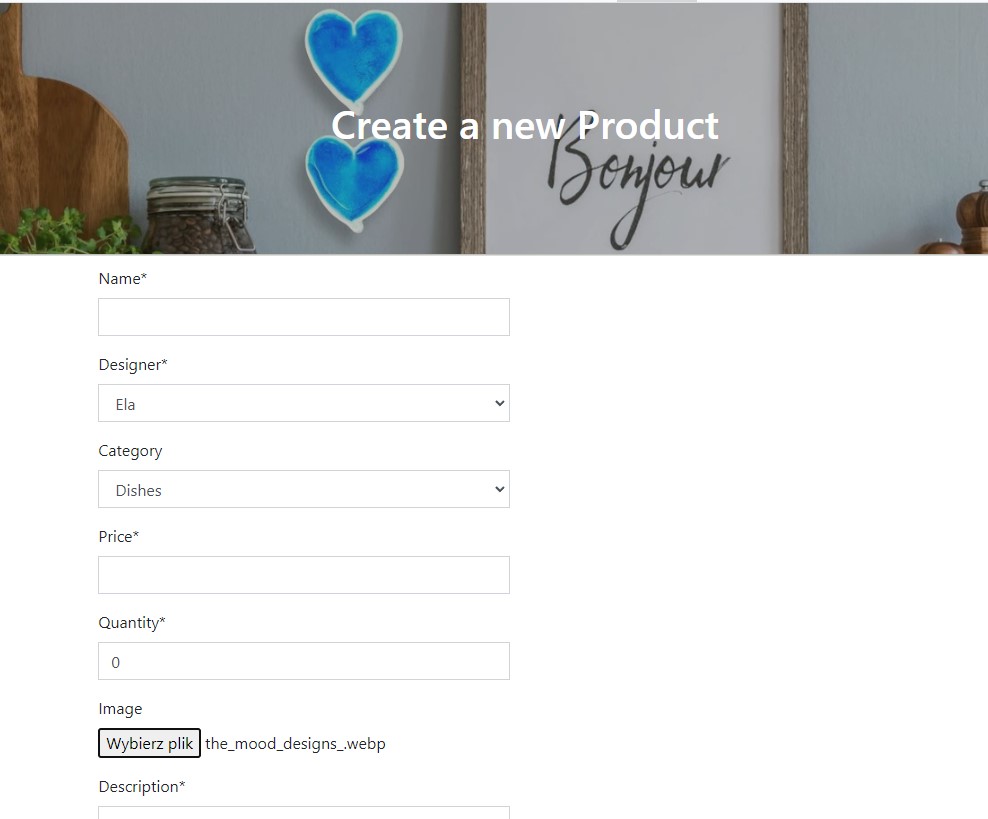 Create a new Product
Bonjour
Name*
Designer*
Ela
Category
Dishes
Price*
Quantity*
0
Image
Wybierz plik the_mood_designs_.webp
Description*